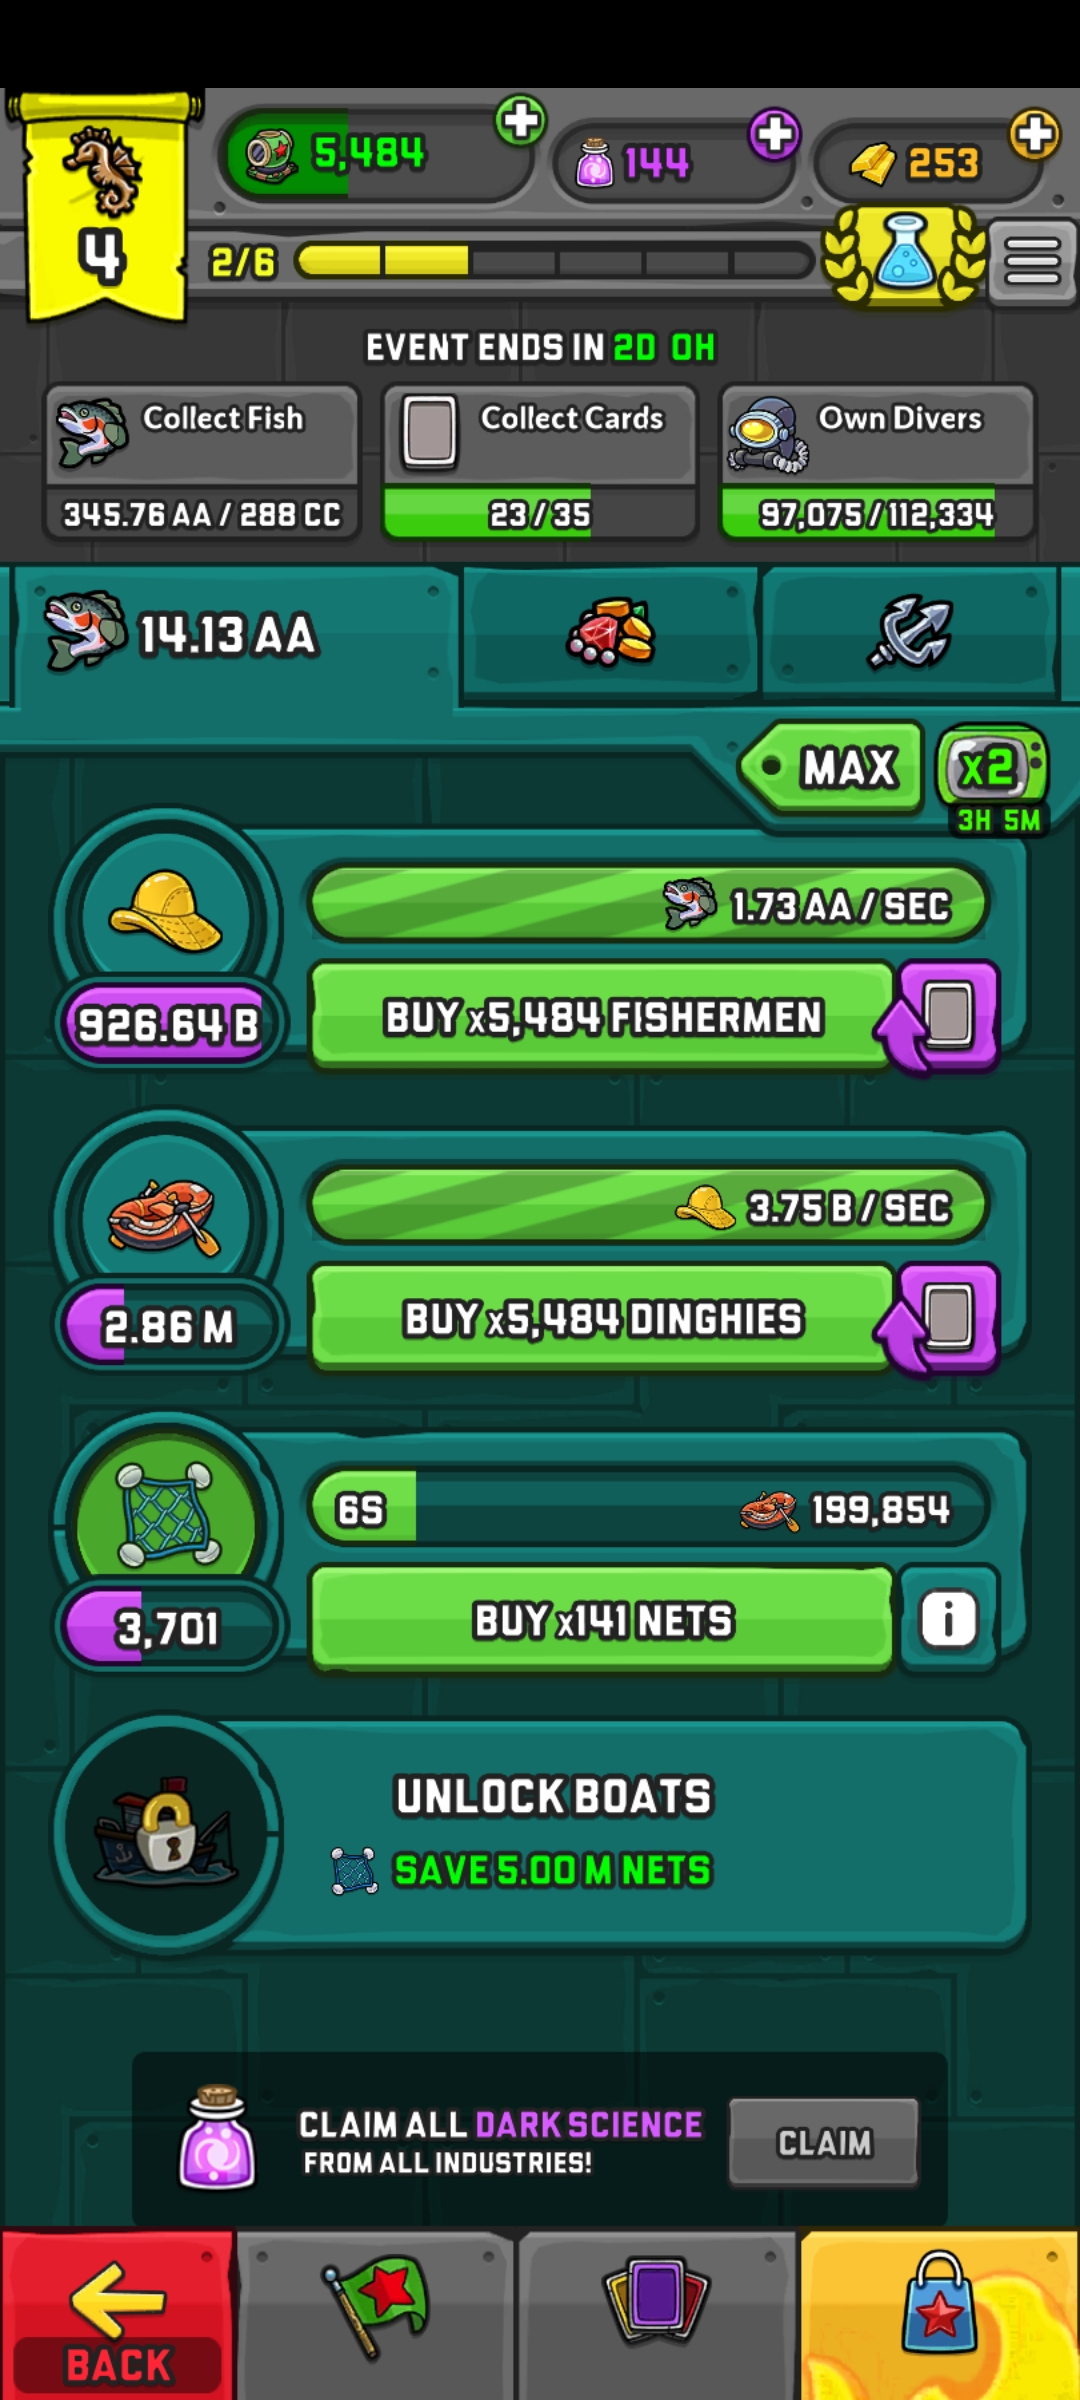 5,484
144
253
4
2/6
EVENT ENDS IN 2D 0H
Collect Fish
345.76 AA / 288 CC
Collect Cards
23/35
Own Divers
97,075/112,334
14.13 AA
MAX
x2
3H 5M
1.73 AA / SEC
926.64 B
BUY x5,484 FISHERMEN
3.75 B / SEC
2.86 M
BUY x5,484 DINGHIES
6S
199,854
3,701
BUY x141 NETS
i
UNLOCK BOATS
SAVE 5.00 M NETS
CLAIM ALL DARK SCIENCE
FROM ALL INDUSTRIES!
CLAIM
BACK